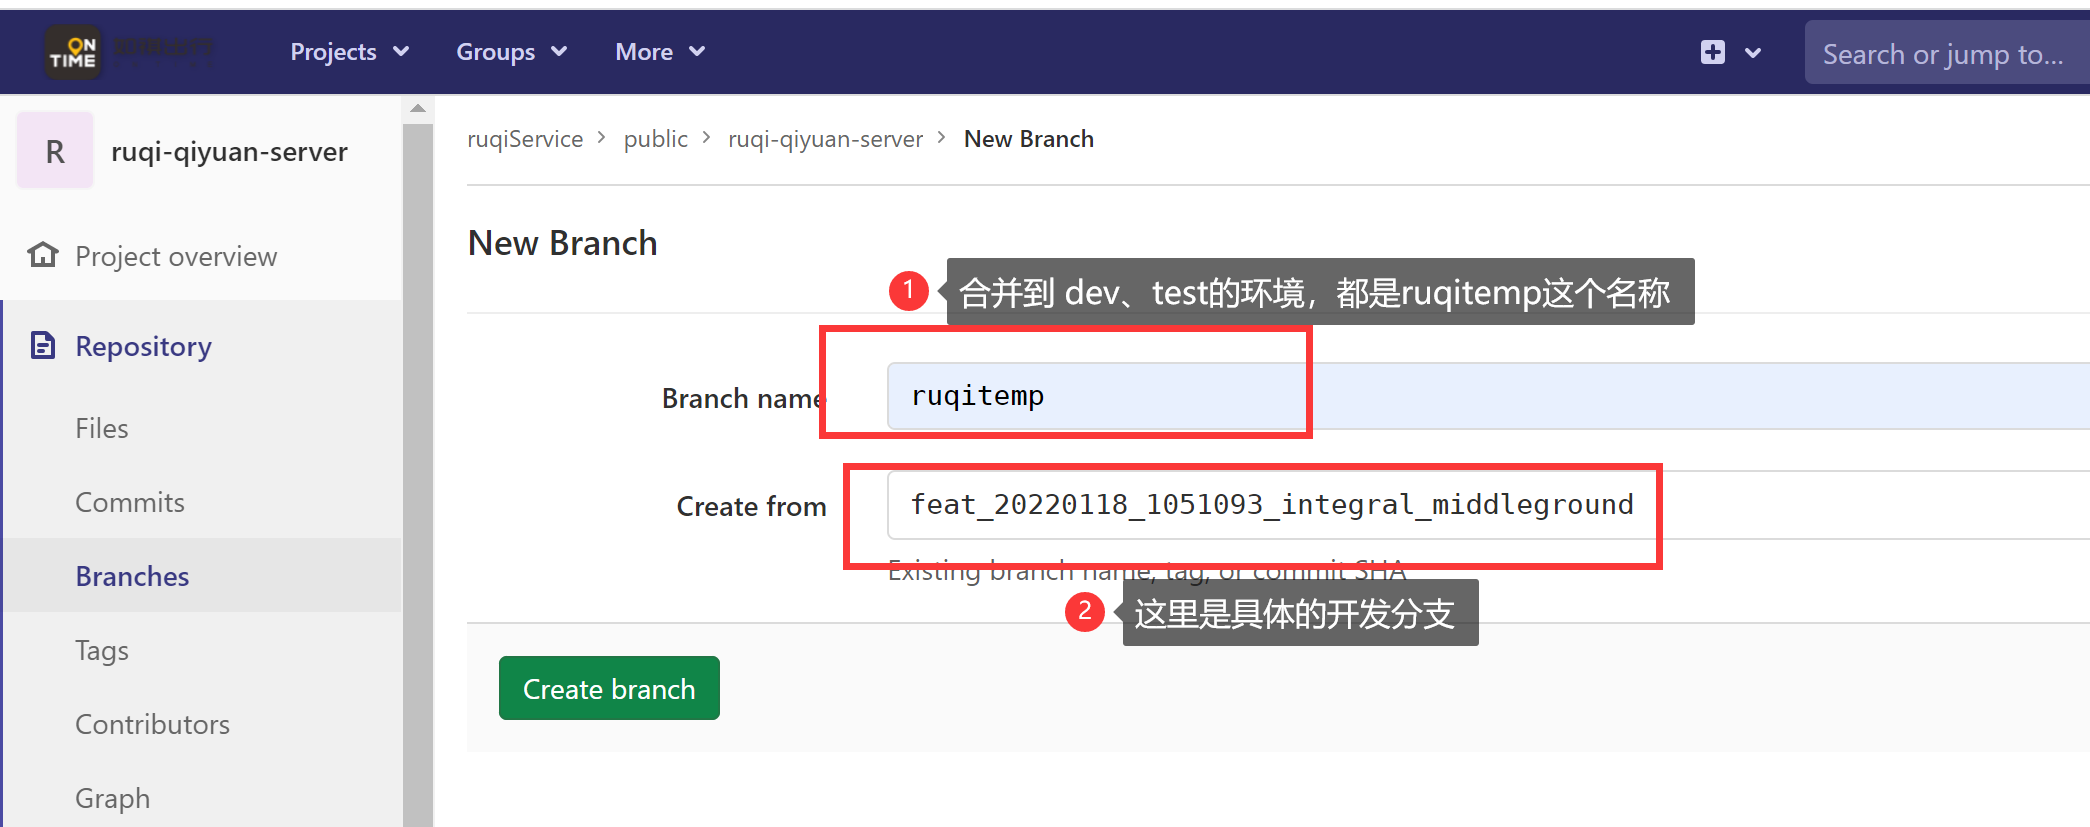 ON
TIME
Projects
Groups
More
Search or jump to...
R
ruqi-qiyuan-server
ruqiService > public > ruqi-qiyuan-server > New Branch
Project overview
New Branch
1
合并到 dev、test的环境，都是ruqitemp这个名称
Repository
Branch name
ruqitemp
Files
Commits
Create from
feat_20220118_1051093_integral_middleground
Existing branch name, tag, or commit SHA
Branches
2
这里是具体的开发分支
Tags
Create branch
Contributors
Graph